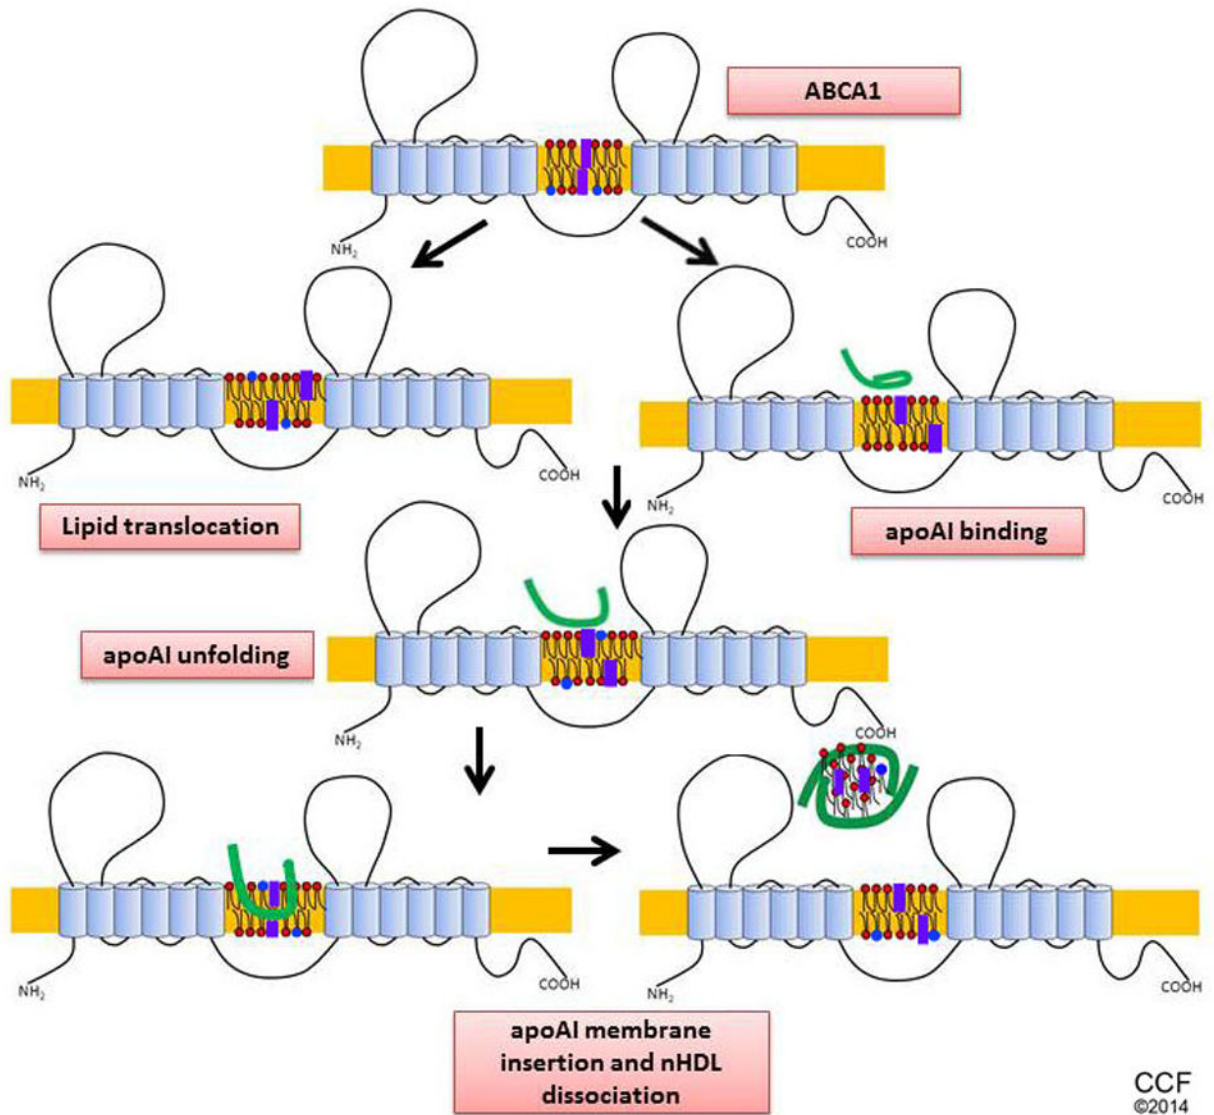 ABCA1
NH2
COOH
NH2
COOH
Lipid translocation
NH2
COOH
apoAI binding
apoAI unfolding
NH2
COOH
NH2
COOH
NH2
COOH
apoAI membrane
insertion and nHDL
dissociation
CCF
©2014